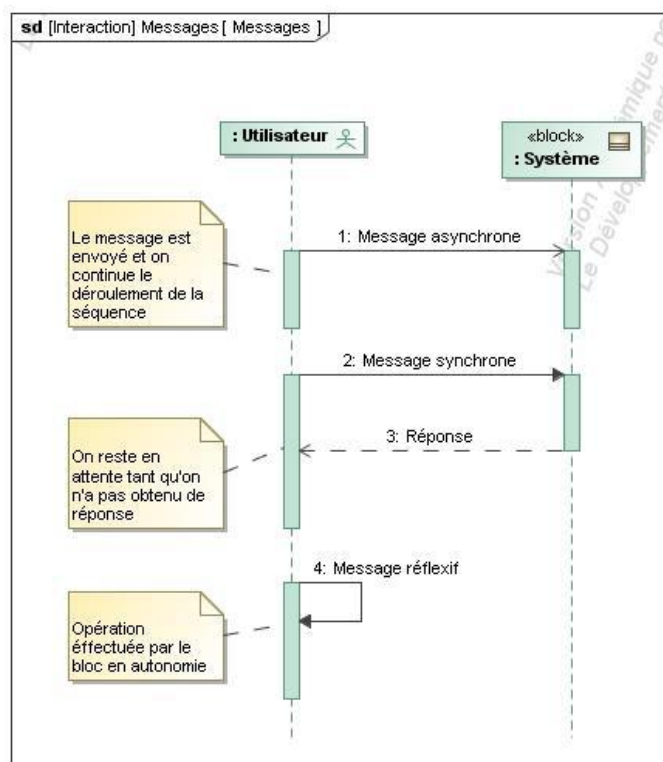 sd [Interaction] Messages [ Messages ]
: Utilisateur
«block»
: Système
Le message est
envoyé et on
continue le
déroulement de la
séquence
1: Message asynchrone
2: Message synchrone
3: Réponse
On reste en
attente tant qu'on
n'a pas obtenu de
réponse
4: Message réflexif
Opération
éffectuée par le
bloc en autonomie